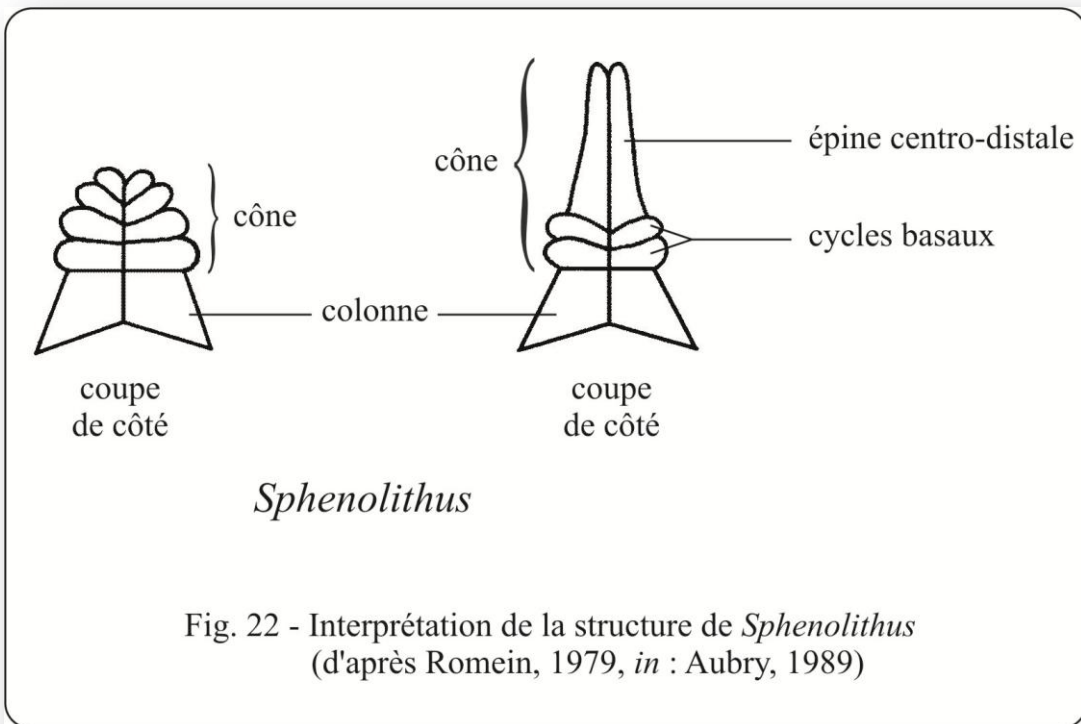 épine centro-distale
cône
cône
cycles basaux
colonne
coupe
de côté
coupe
de côté
Sphenolithus
Fig. 22 - Interprétation de la structure de Sphenolithus
(d'après Romein, 1979, in : Aubry, 1989)